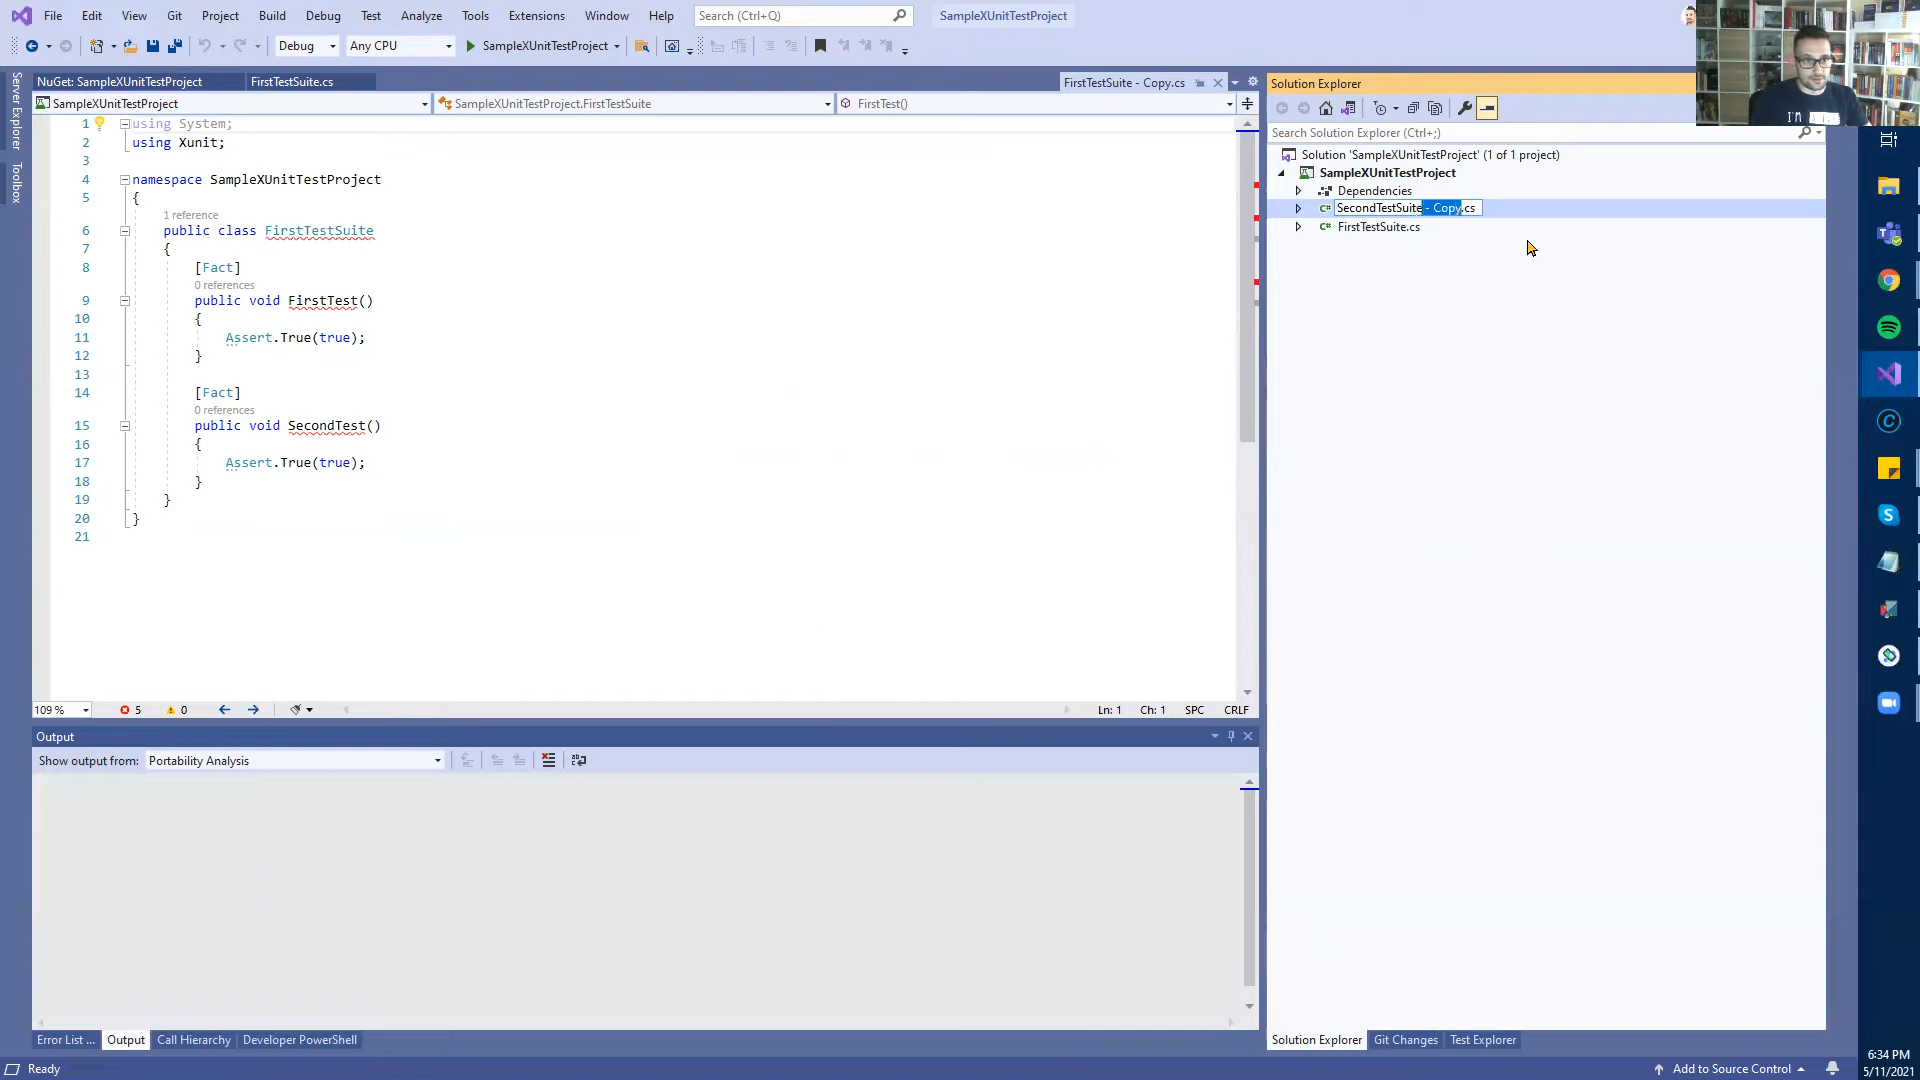 File Edit View Git Project Build Debug Test Analyze Tools Extensions Window Help Search (Ctrl+Q) SampleXUnitTestProject
Debug Any CPU SampleXUnitTestProject
Server Explorer
Toolbox
NuGet: SampleXUnitTestProject FirstTestSuite.cs FirstTestSuite - Copy.cs
SampleXUnitTestProject SampleXUnitTestProject.FirstTestSuite FirstTest()
1 using System;
2 using Xunit;
3
4 namespace SampleXUnitTestProject
5 {
1 reference
6 public class FirstTestSuite
7 {
8 [Fact]
0 references
9 public void FirstTest()
10 {
11 Assert.True(true);
12 }
13
14 [Fact]
0 references
15 public void SecondTest()
16 {
17 Assert.True(true);
18 }
19 }
20 }
21
109 % 5 0 Ln: 1 Ch: 1 SPC CRLF
Output
Show output from: Portability Analysis
Error List ... Output Call Hierarchy Developer PowerShell
Solution Explorer
Search Solution Explorer (Ctrl+;)
Solution 'SampleXUnitTestProject' (1 of 1 project)
SampleXUnitTestProject
Dependencies
C# SecondTestSuite - Copy.cs
C# FirstTestSuite.cs
Solution Explorer Git Changes Test Explorer
I'M
Ready Add to Source Control
6:34 PM
5/11/2021